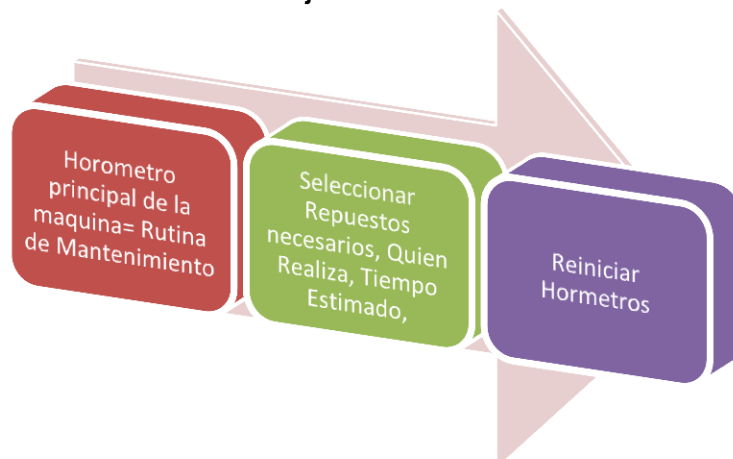 Horometro
principal de la
maquina= Rutina
de Mantenimiento
Seleccionar
Repuestos
necesarios, Quien
Realiza, Tiempo
Estimado,
Reiniciar
Hormetros